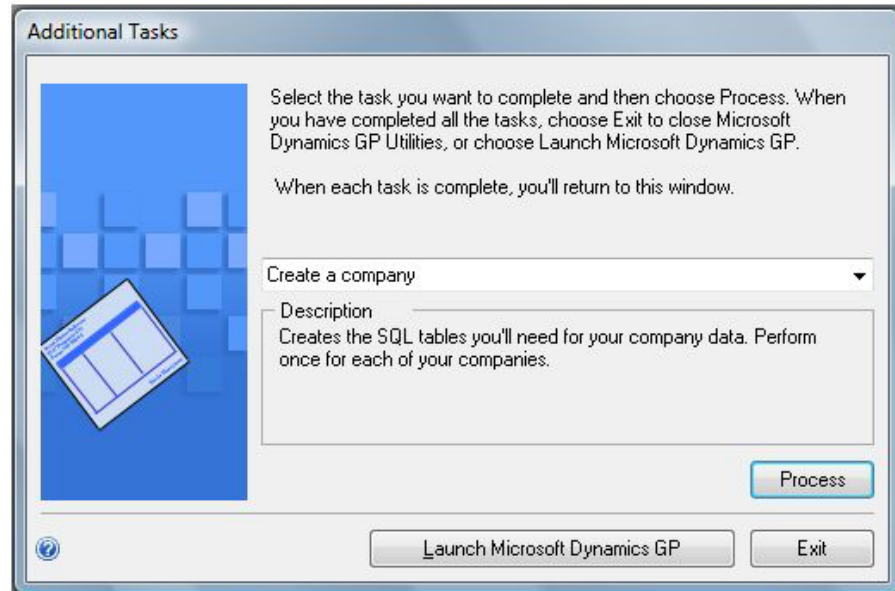 Additional Tasks
Select the task you want to complete and then choose Process. When
you have completed all the tasks, choose Exit to close Microsoft
Dynamics GP Utilities, or choose Launch Microsoft Dynamics GP.
When each task is complete, you'll return to this window.
Create a company
Description
Creates the SQL tables you'll need for your company data. Perform
once for each of your companies.
Process
Launch Microsoft Dynamics GP
Exit